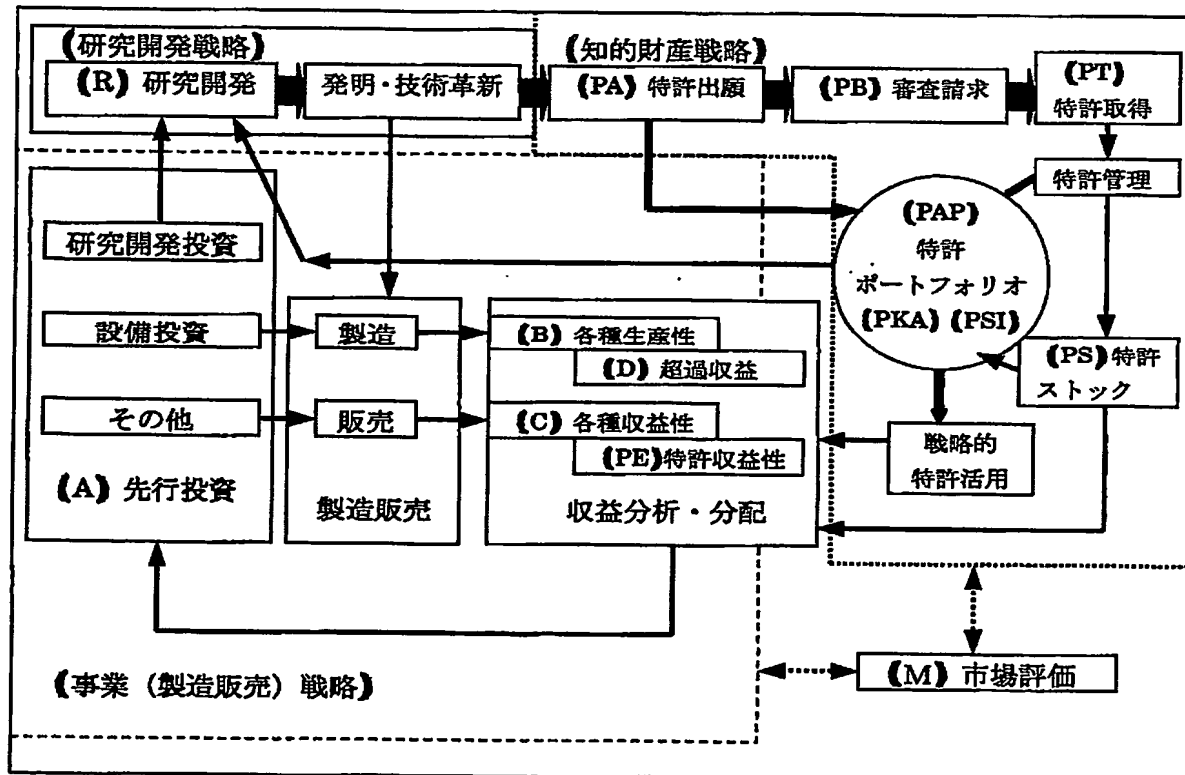 【研究開発戦略】
【知的財産戦略】
【R】研究開発
発明・技術革新
【PA】特許出願
【PB】審査請求
【PT】
特許取得
特許管理
【PAP】
特許
ポートフォリオ
【PKA】【PSI】
研究開発投資
設備投資
製造
【B】各種生産性
【D】超過収益
【PS】特許
ストック
その他
販売
【C】各種収益性
【PE】特許収益性
戦略的
特許活用
【A】先行投資
製造販売
収益分析・分配
【事業（製造販売）戦略】
【M】市場評価